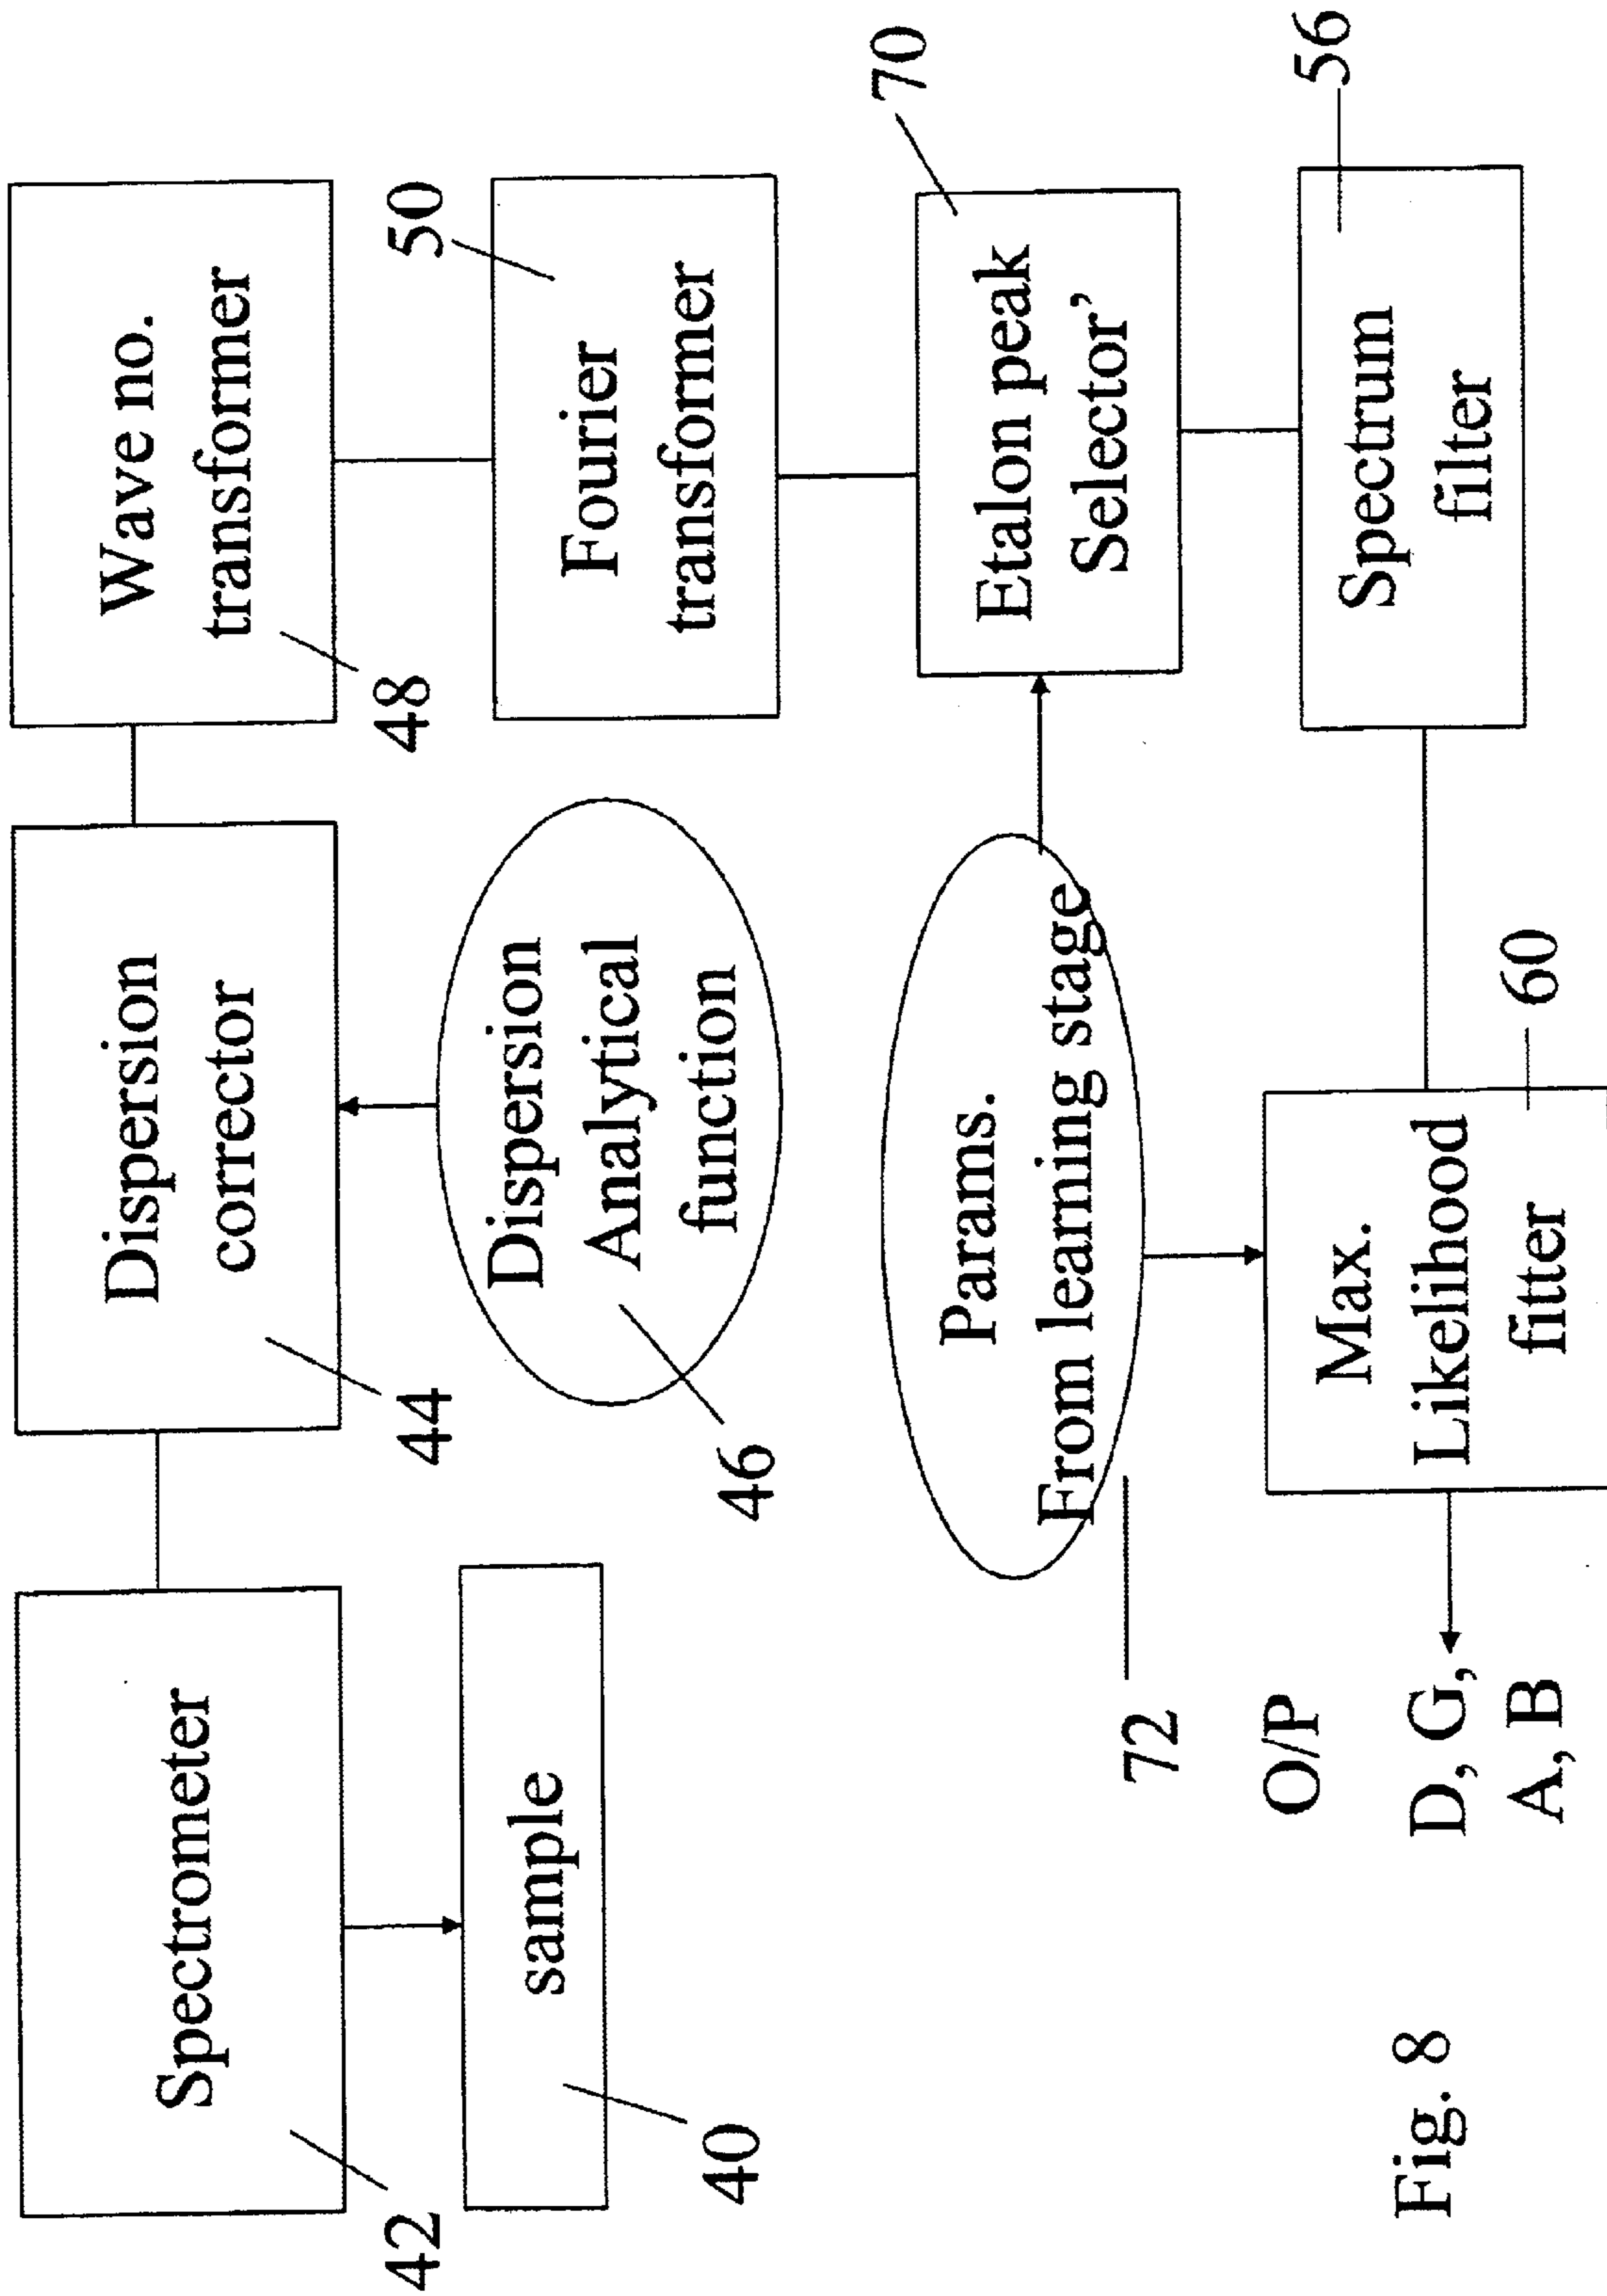 Spectrometer
42
sample
40
Dispersion
corrector
44
Dispersion
Analytical
function
46
Wave no.
transformer
48
Fourier
transformer
50
Etalon peak
Selector’
70
Params.
From learning stage
72
Spectrum
filter
56
Max.
Likelihood
fitter
60
O/P
D, G,
A, B
Fig. 8